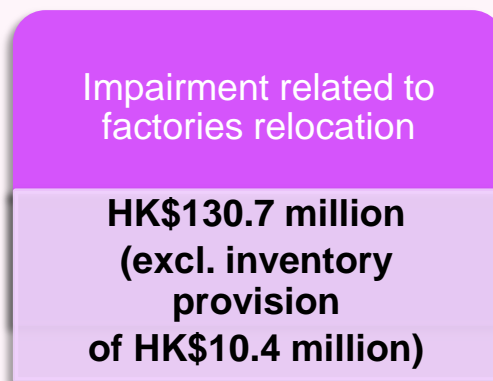 Impairment related to
factories relocation
HK$130.7 million
(excl. inventory
provision
of HK$10.4 million)